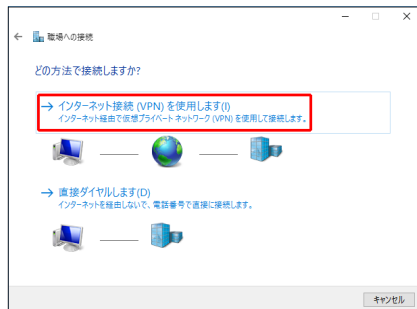 職場への接続
どの方法で接続しますか?
インターネット接続 (VPN) を使用します(I)
インターネット経由で仮想プライベート ネットワーク (VPN) を使用して接続します。
直接ダイヤルします(D)
インターネットを経由しないで、電話番号で直接に接続します。
キャンセル